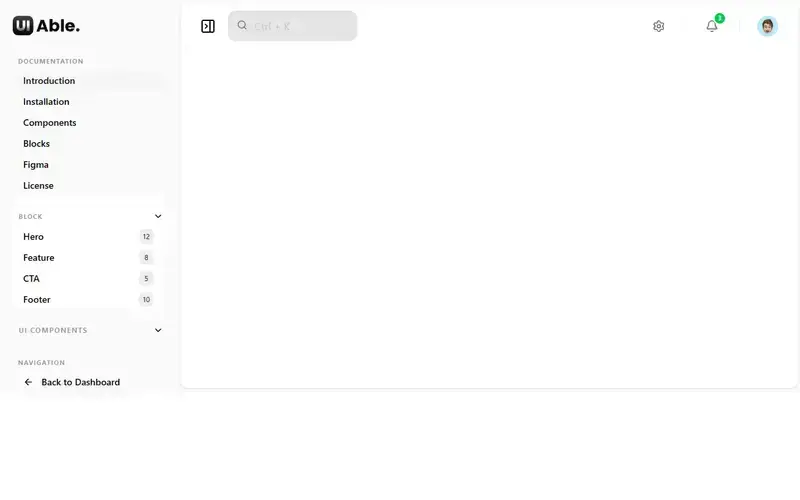 UI Able.
Ctrl + K
DOCUMENTATION
Introduction
Installation
Components
Blocks
Figma
License
BLOCK
Hero 12
Feature 8
CTA 5
Footer 10
UI COMPONENTS
NAVIGATION
Back to Dashboard